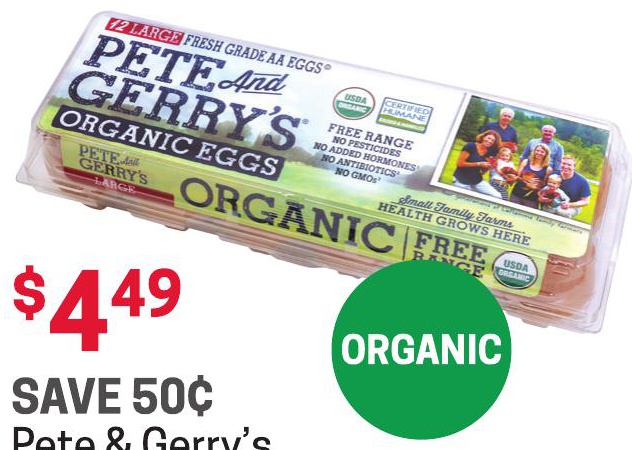 12 LARGE FRESH GRADE AA EGGS
PETE And
GERRY'S
ORGANIC EGGS
USDA
ORGANIC
CERTIFIED
HUMANE
FREE RANGE
NO PESTICIDES
NO ADDED HORMONES
NO ANTIBIOTICS
NO GMOs
Small Family Farms
HEALTH GROWS HERE
PETE and
GERRY'S
LARGE
ORGANIC
FREE
RANGE
USDA
ORGANIC
$4.49
ORGANIC
SAVE 50¢
Pete & Gerry's